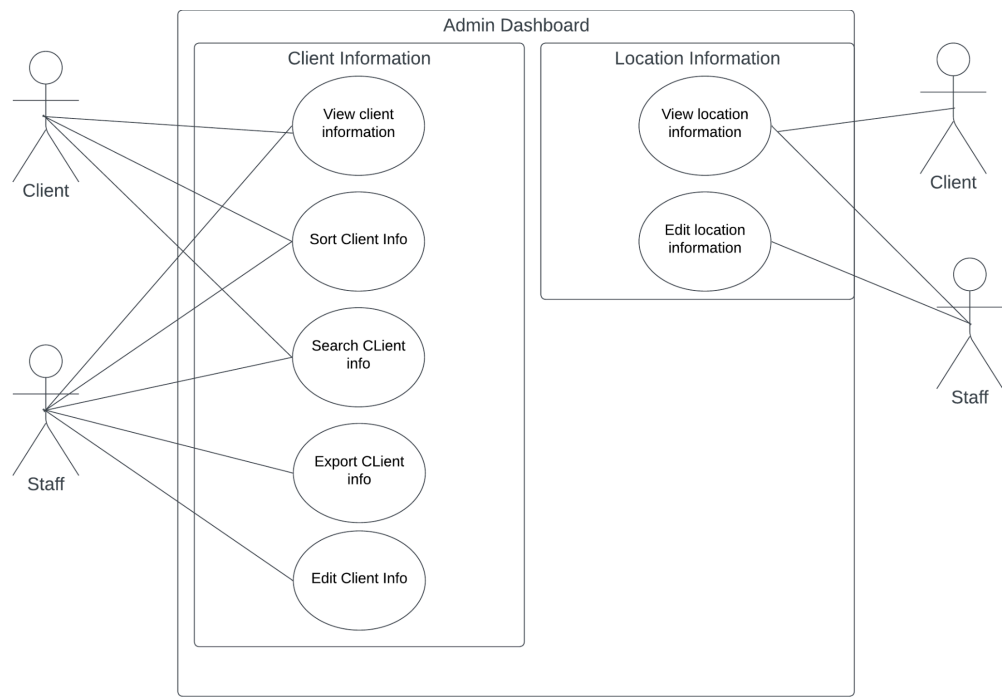 Admin Dashboard
Client Information
View client
information
Sort Client Info
Search CLient
info
Export CLient
info
Edit Client Info
Location Information
View location
information
Edit location
information
Client
Staff
Client
Staff